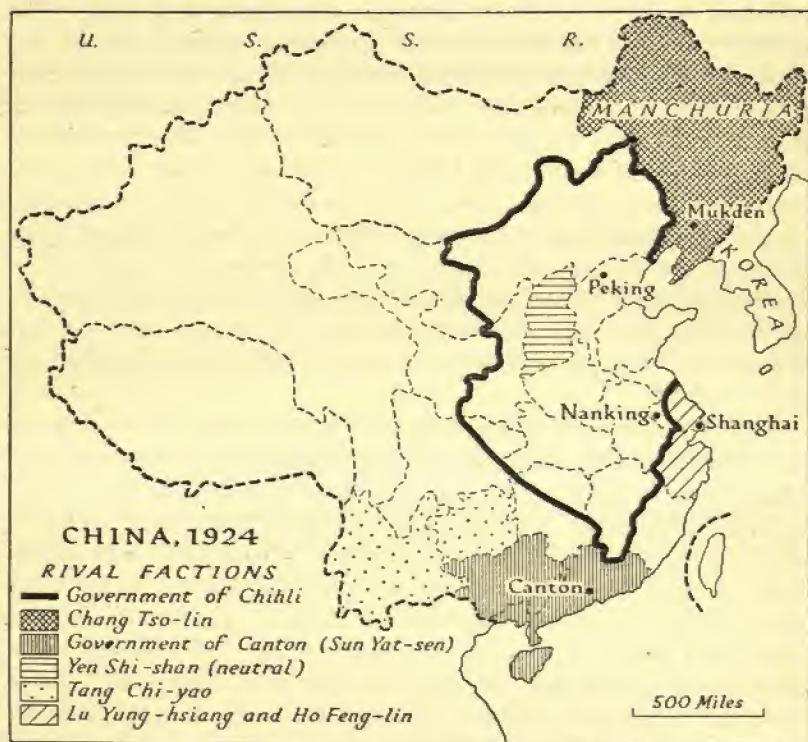 U. S. S. R.
MANCHURIA
Mukden
KOREA
Peking
Nanking
Shanghai
Canton
CHINA, 1924
RIVAL FACTIONS
Government of Chihli
Chang Tso-lin
Government of Canton (Sun Yat-sen)
Yen Shi-shan (neutral)
Tang Chi-yao
Lu Yung-hsiang and Ho Feng-lin
500 Miles